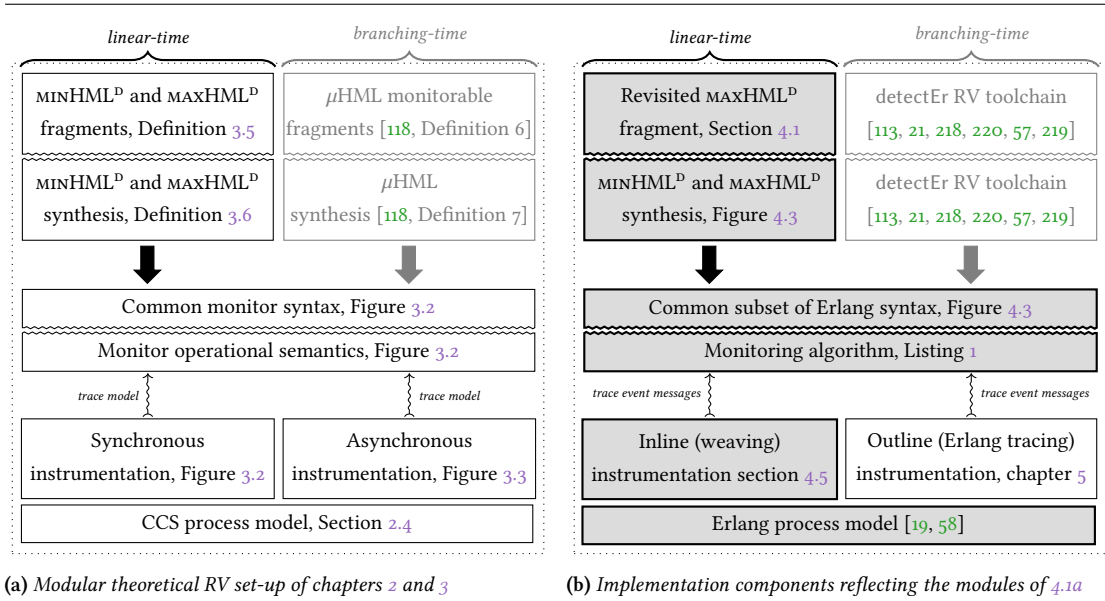 linear-time
branching-time
MINHMLᴰ and MAXHMLᴰ
fragments, Definition 3.5
μHML monitorable
fragments [118, Definition 6]
MINHMLᴰ and MAXHMLᴰ
synthesis, Definition 3.6
μHML
synthesis [118, Definition 7]
Common monitor syntax, Figure 3.2
Monitor operational semantics, Figure 3.2
trace model
trace model
Synchronous
instrumentation, Figure 3.2
Asynchronous
instrumentation, Figure 3.3
CCS process model, Section 2.4
(a) Modular theoretical RV set-up of chapters 2 and 3
linear-time
branching-time
Revisited MAXHMLᴰ
fragment, Section 4.1
detectEr RV toolchain
[113, 21, 218, 220, 57, 219]
MINHMLᴰ and MAXHMLᴰ
synthesis, Figure 4.3
detectEr RV toolchain
[113, 21, 218, 220, 57, 219]
Common subset of Erlang syntax, Figure 4.3
Monitoring algorithm, Listing 1
trace event messages
trace event messages
Inline (weaving)
instrumentation section 4.5
Outline (Erlang tracing)
instrumentation, chapter 5
Erlang process model [19, 58]
(b) Implementation components reflecting the modules of 4.1a